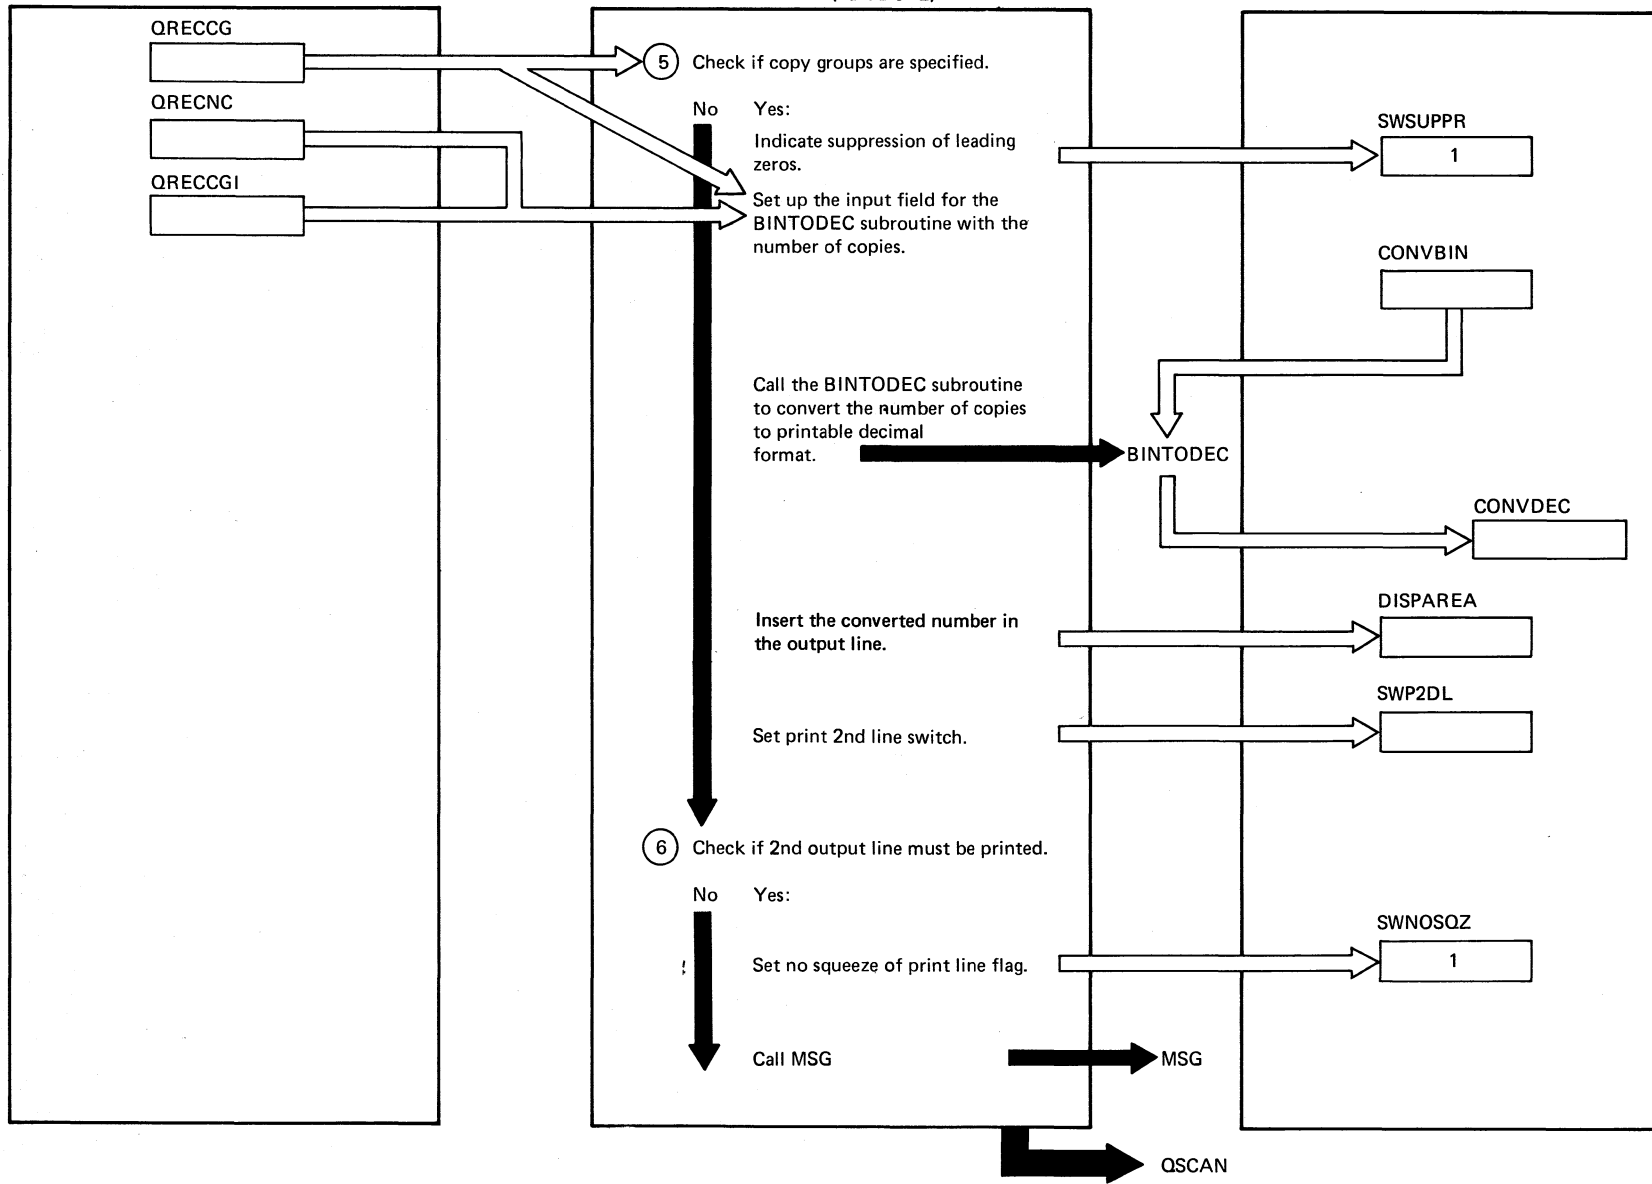 QRECCG
QRECNC
QRECCGI
5 Check if copy groups are specified.
No Yes:
Indicate suppression of leading
zeros.
Set up the input field for the
BINTODEC subroutine with the
number of copies.
Call the BINTODEC subroutine
to convert the number of copies
to printable decimal
format.
BINTODEC
Insert the converted number in
the output line.
Set print 2nd line switch.
6 Check if 2nd output line must be printed.
No Yes:
Set no squeeze of print line flag.
Call MSG
MSG
QSCAN
SWSUPPR
1
CONVBIN
CONVDEC
DISPAREA
SWP2DL
SWNOSQZ
1